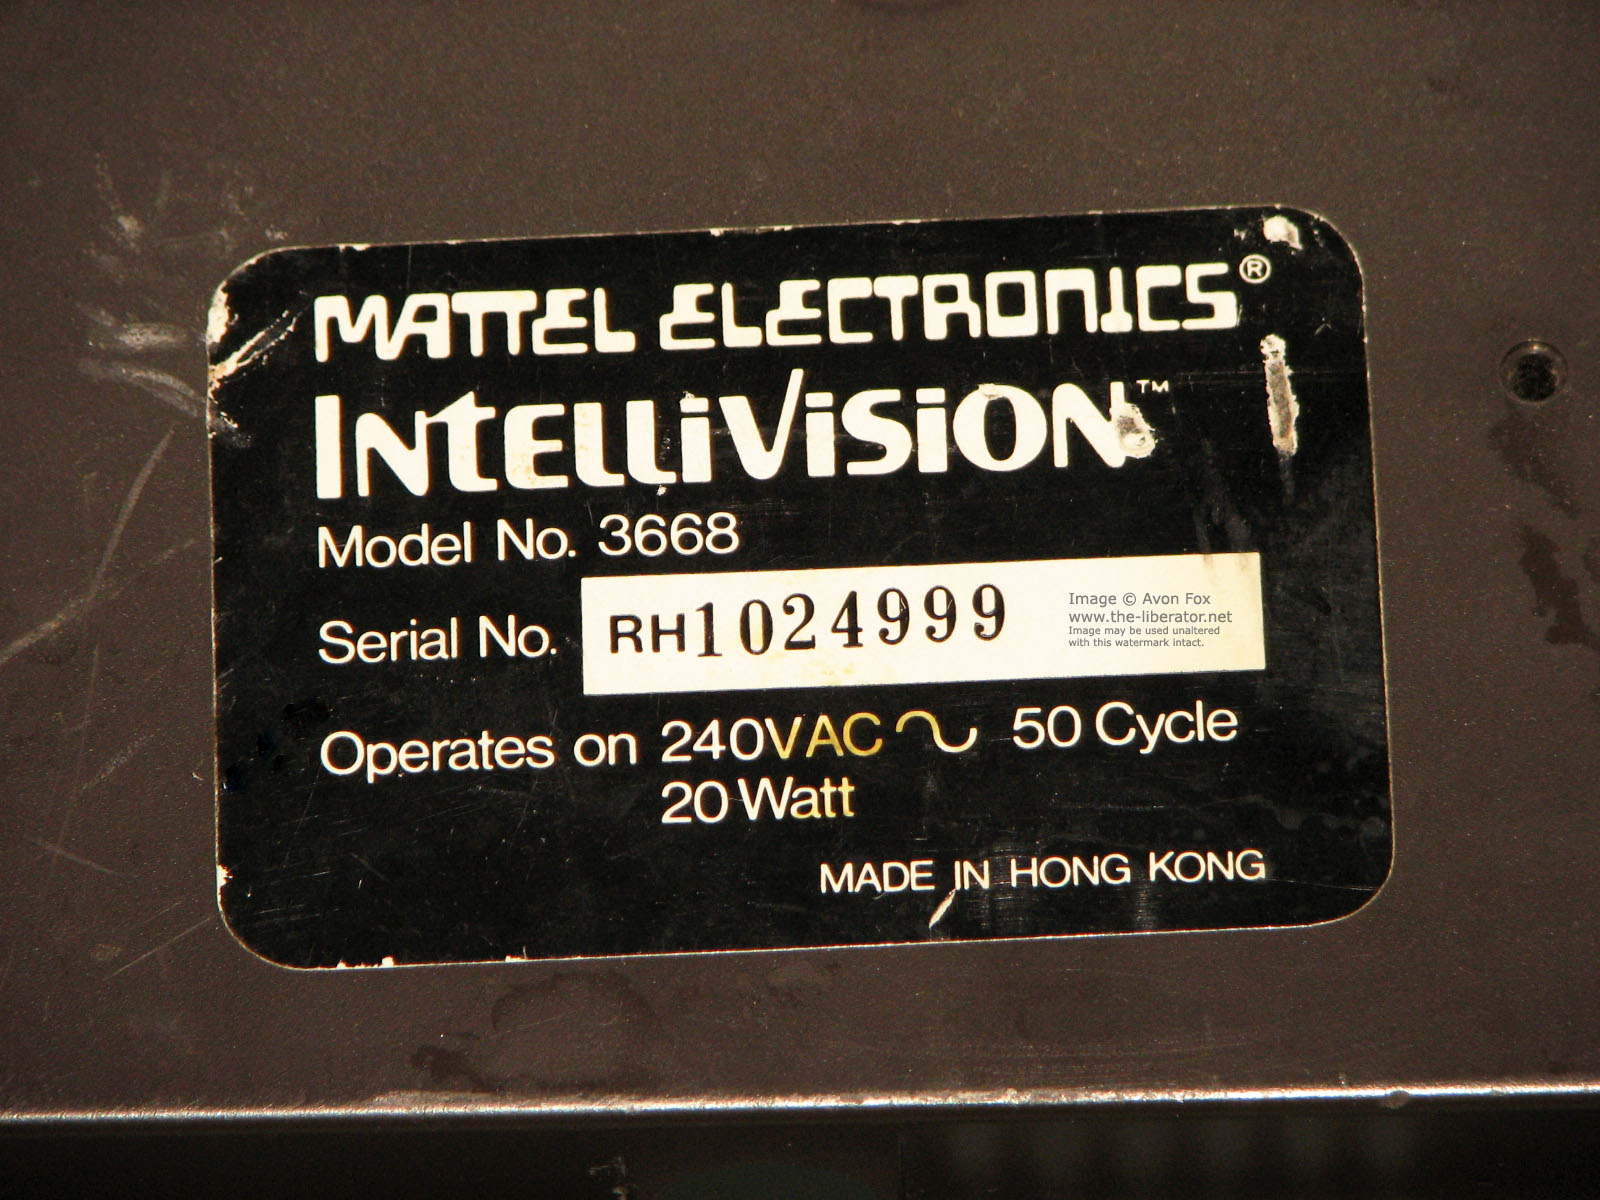 MATTEL ELECTRONICS®
INTELLIVISION™
Model No. 3668
Serial No. RH1024999
Image © Avon Fox
www.the-liberator.net
Image may be used unaltered
with this watermark intact.
Operates on 240VAC ∿ 50 Cycle
20 Watt
MADE IN HONG KONG